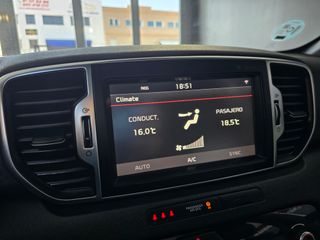 18:51
Climate
CONDUCT.
PASAJERO
16.0°C
18.5°C
AUTO
A/C
SYNC